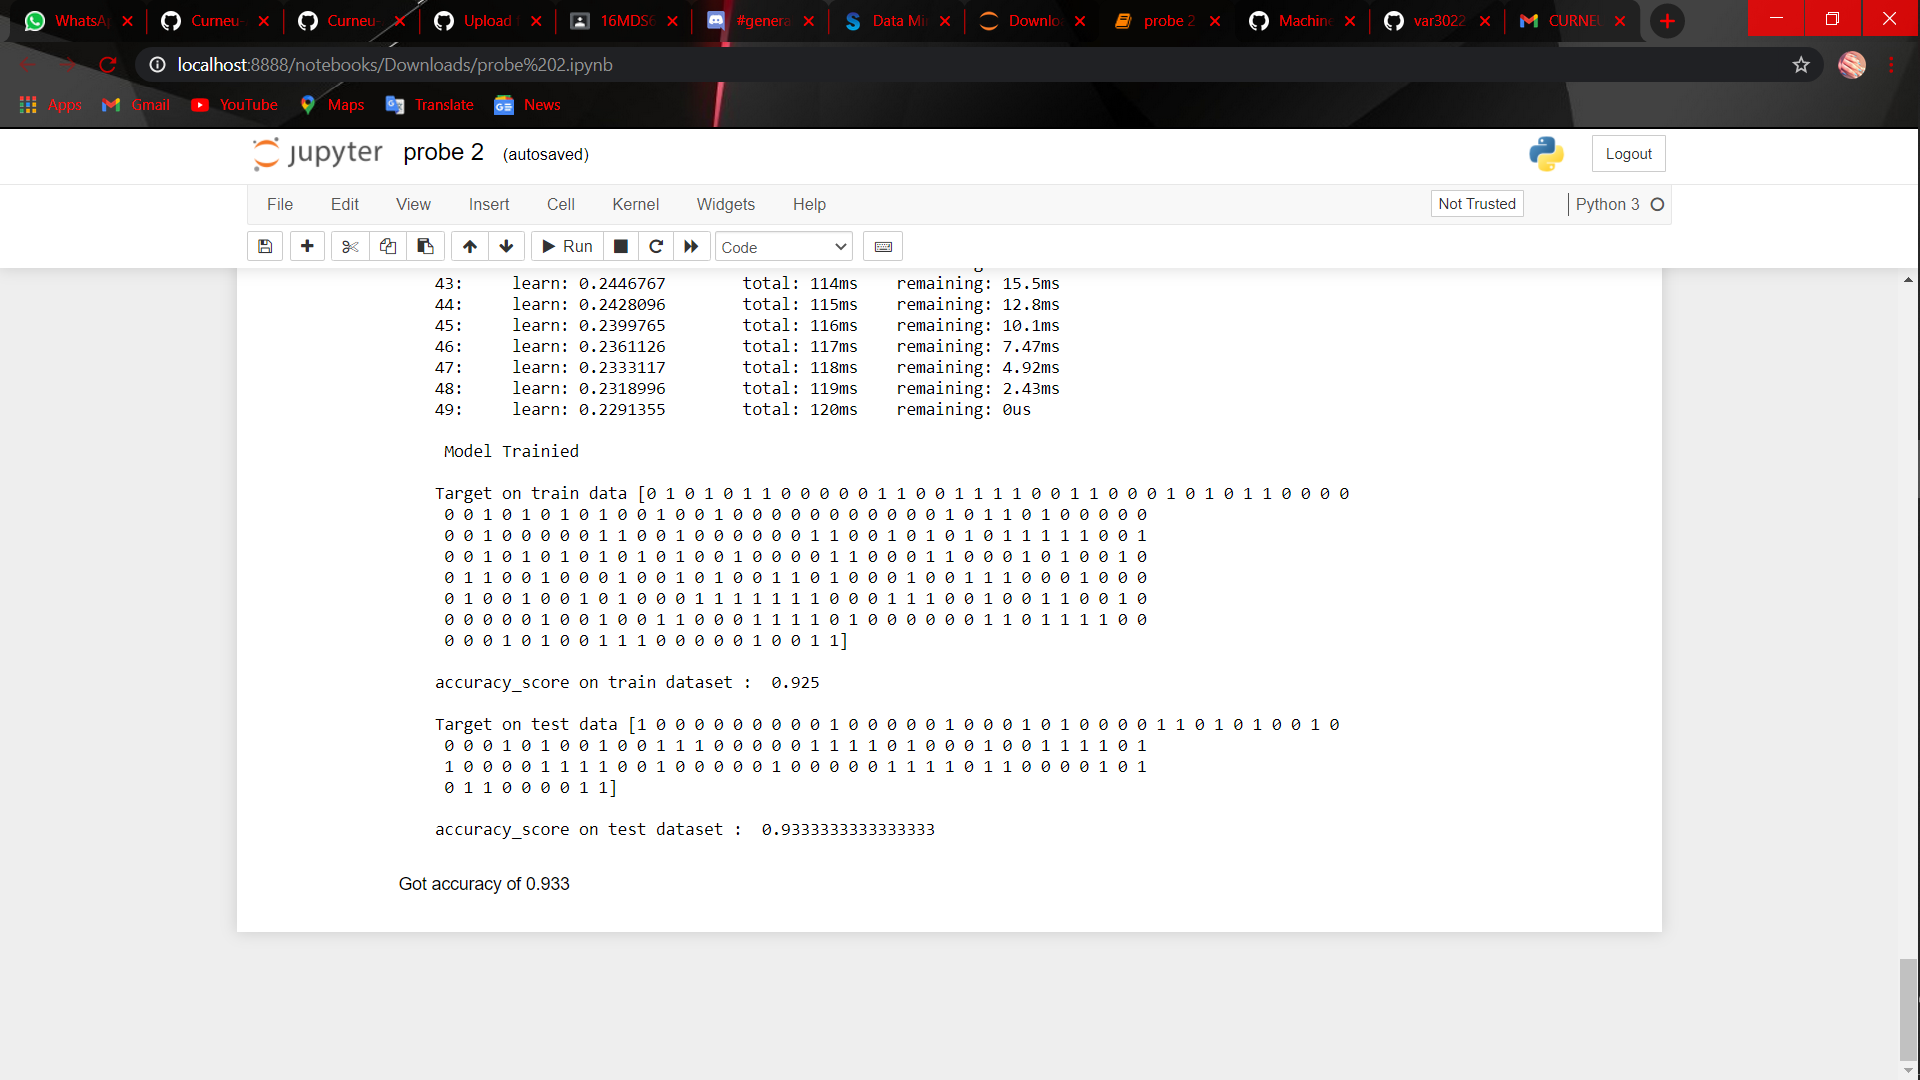 WhatsA
Curneu
Curneu-
Upload
16MDS6
#genera
Data Mi
Downlo
probe 2
Machine
var3022
CURNEU
localhost:8888/notebooks/Downloads/probe%202.ipynb
Apps Gmail YouTube Maps Translate News
jupyter probe 2 (autosaved) Logout
File Edit View Insert Cell Kernel Widgets Help Not Trusted Python 3
Run Code
43: learn: 0.2446767 total: 114ms remaining: 15.5ms
44: learn: 0.2428096 total: 115ms remaining: 12.8ms
45: learn: 0.2399765 total: 116ms remaining: 10.1ms
46: learn: 0.2361126 total: 117ms remaining: 7.47ms
47: learn: 0.2333117 total: 118ms remaining: 4.92ms
48: learn: 0.2318996 total: 119ms remaining: 2.43ms
49: learn: 0.2291355 total: 120ms remaining: 0us
Model Trainied
Target on train data [0 1 0 1 0 1 1 0 0 0 0 0 1 1 0 0 1 1 1 1 0 0 1 1 0 0 0 1 0 1 0 1 1 0 0 0 0
0 0 1 0 1 0 1 0 1 0 0 1 0 0 1 0 0 0 0 0 0 0 0 0 0 0 1 0 1 1 0 1 0 0 0 0 0
0 0 1 0 0 0 0 0 1 1 0 0 1 0 0 0 0 0 0 1 1 0 0 1 0 1 0 1 0 1 1 1 1 1 0 0 1
0 0 1 0 1 0 1 0 1 0 1 0 1 0 0 1 0 0 0 0 1 1 0 0 0 1 1 0 0 0 1 0 1 0 0 1 0
0 1 1 0 0 1 0 0 0 1 0 0 1 0 1 0 0 1 1 0 1 0 0 0 1 0 0 1 1 1 0 0 0 1 0 0 0
0 1 0 0 1 0 0 1 0 1 0 0 0 1 1 1 1 1 1 1 0 0 0 1 1 1 0 0 1 0 0 1 1 0 0 1 0
0 0 0 0 0 1 0 0 1 0 0 1 1 0 0 0 1 1 1 1 0 1 0 0 0 0 0 0 1 1 0 1 1 1 1 0 0
0 0 0 1 0 1 0 0 1 1 1 0 0 0 0 0 1 0 0 1 1]
accuracy_score on train dataset : 0.925
Target on test data [1 0 0 0 0 0 0 0 0 0 1 0 0 0 0 0 1 0 0 0 1 0 1 0 0 0 0 1 1 0 1 0 1 0 0 1 0
0 0 0 1 0 1 0 0 1 0 0 1 1 1 0 0 0 0 0 1 1 1 1 0 1 0 0 0 1 0 0 1 1 1 1 0 1
1 0 0 0 0 1 1 1 1 0 0 1 0 0 0 0 0 1 0 0 0 0 0 1 1 1 1 0 1 1 0 0 0 0 1 0 1
0 1 1 0 0 0 0 1 1]
accuracy_score on test dataset : 0.9333333333333333
Got accuracy of 0.933